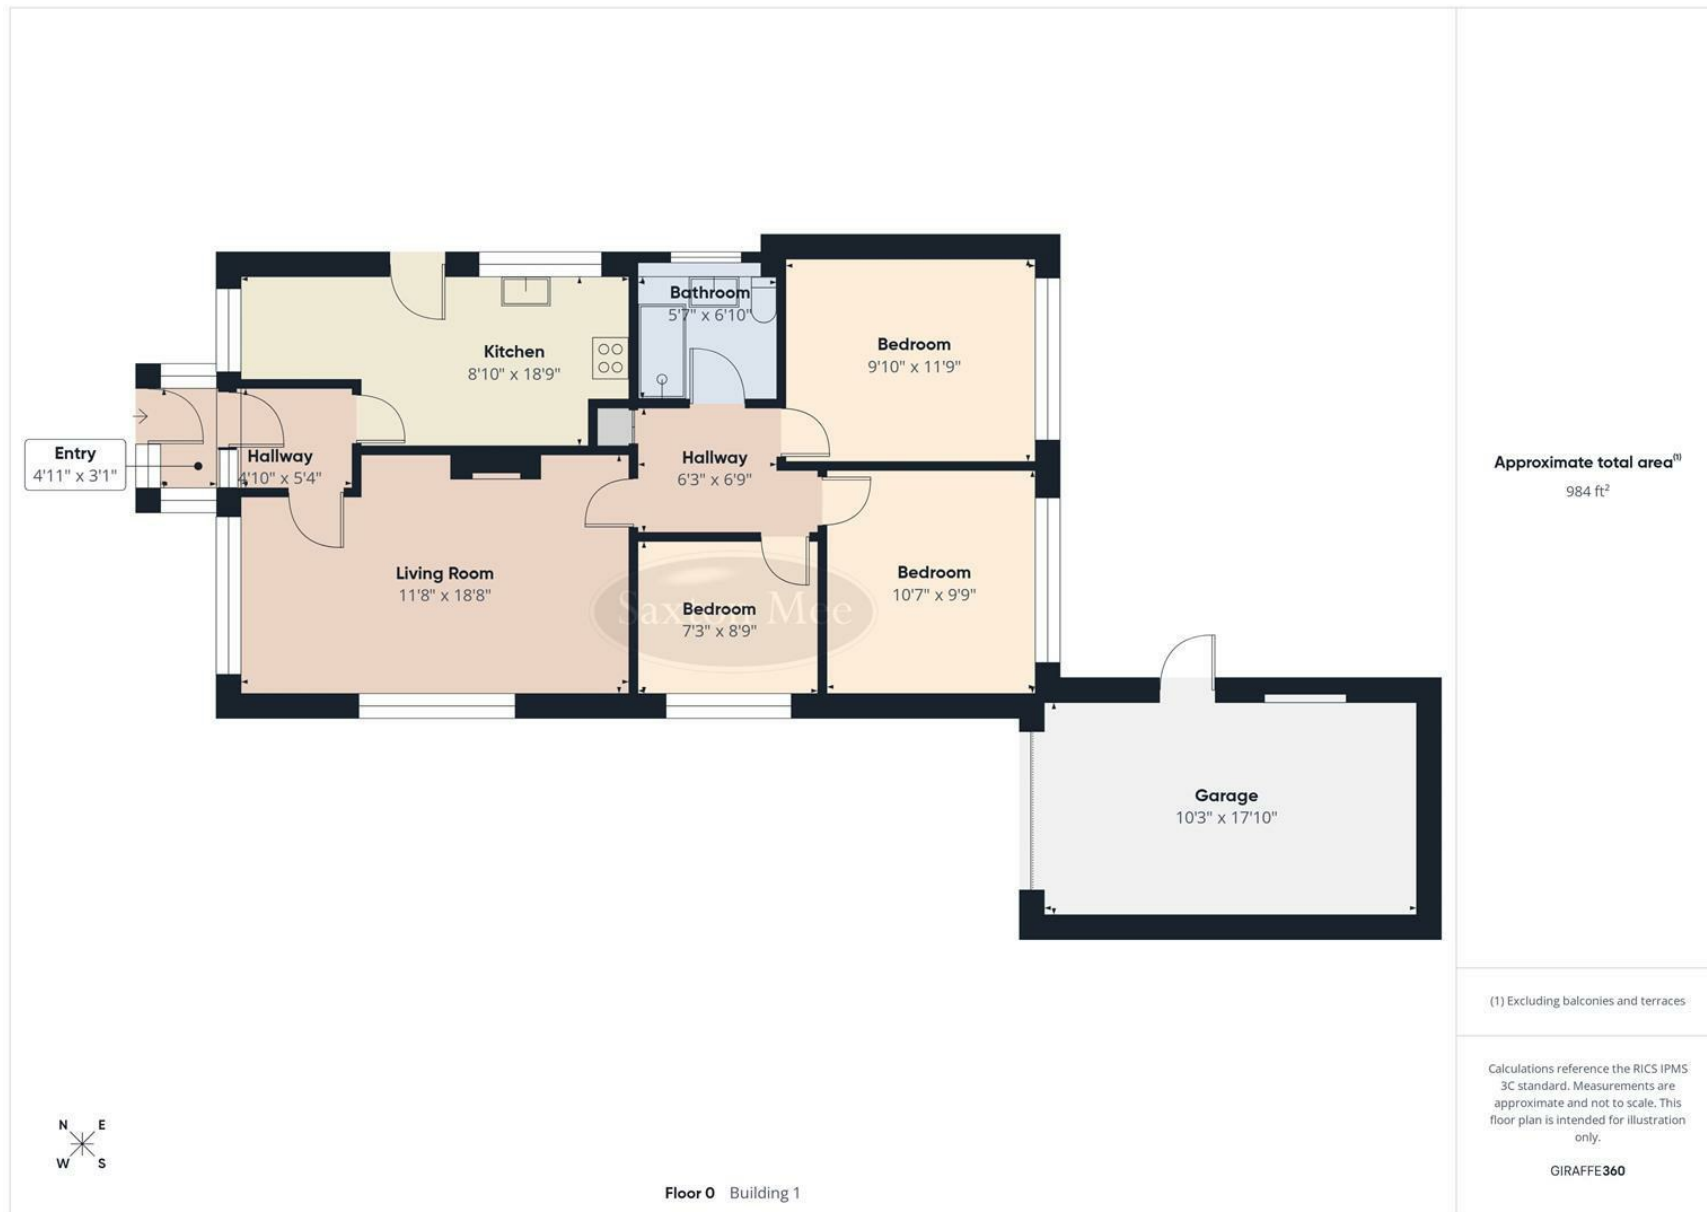 Bathroom
5'7" x 6'10"
Bedroom
9'10" x 11'9"
Kitchen
8'10" x 18'9"
Entry
4'11" x 3'1"
Hallway
4'10" x 5'4"
Hallway
6'3" x 6'9"
Living Room
11'8" x 18'8"
Bedroom
7'3" x 8'9"
Saxton Mee
Bedroom
10'7" x 9'9"
Garage
10'3" x 17'10"
N E
W S
Floor 0 Building 1
Approximate total area(1)
984 ft²
(1) Excluding balconies and terraces
Calculations reference the RICS IPMS
3C standard. Measurements are
approximate and not to scale. This
floor plan is intended for illustration
only.
GIRAFFE360